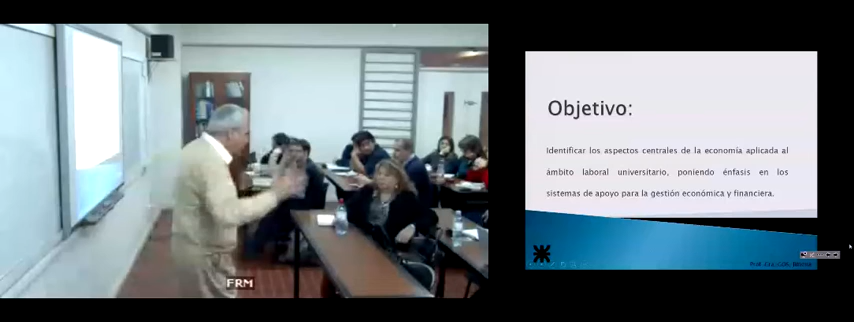 FRM
Objetivo:
Identificar los aspectos centrales de la economía aplicada al
ámbito laboral universitario, poniendo énfasis en los
sistemas de apoyo para la gestión económica y financiera.